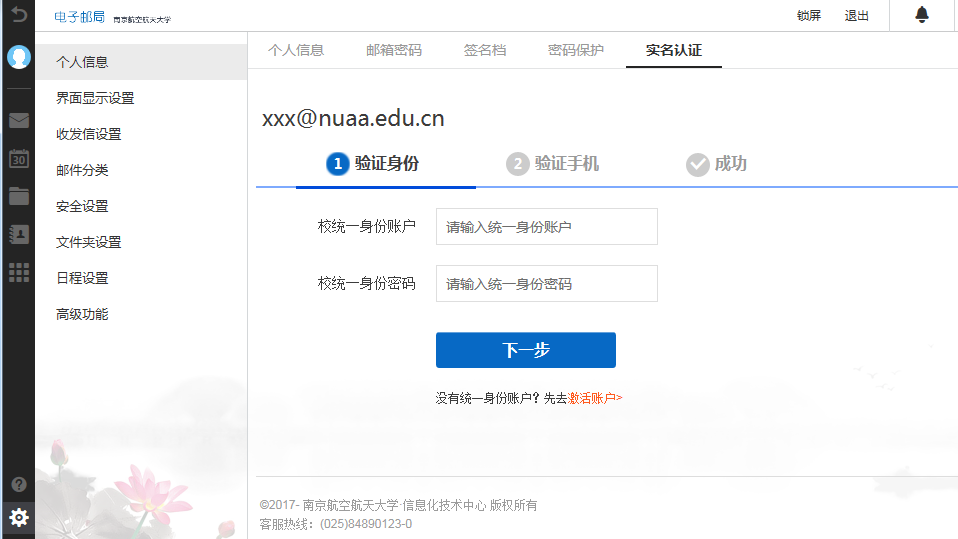 电子邮局 南京航空航天大学 锁屏 退出
个人信息 邮箱密码 签名档 密码保护 实名认证
个人信息
界面显示设置
收发信设置
邮件分类
安全设置
文件夹设置
日程设置
高级功能
30
xxx@nuaa.edu.cn
1 验证身份 2 验证手机 成功
校统一身份账户 请输入统一身份账户
校统一身份密码 请输入统一身份密码
下一步
没有统一身份账户？先去激活账户>
©2017- 南京航空航天大学·信息化技术中心 版权所有
客服热线：(025)84890123-0